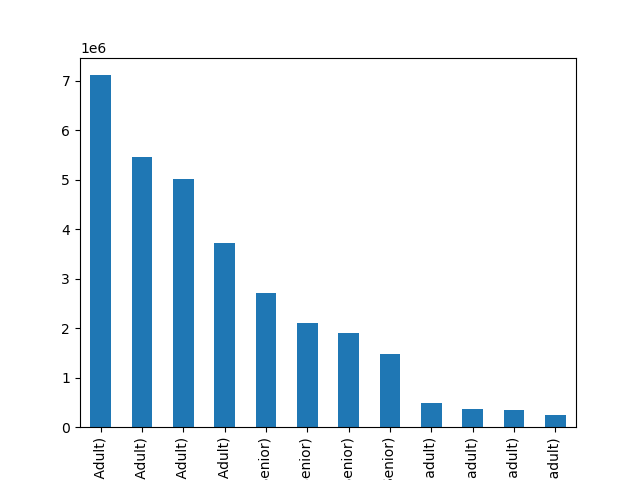 1e6
7
6
5
4
3
2
1
0
Adult)
Adult)
Adult)
Adult)
enior)
enior)
enior)
enior)
adult)
adult)
adult)
adult)